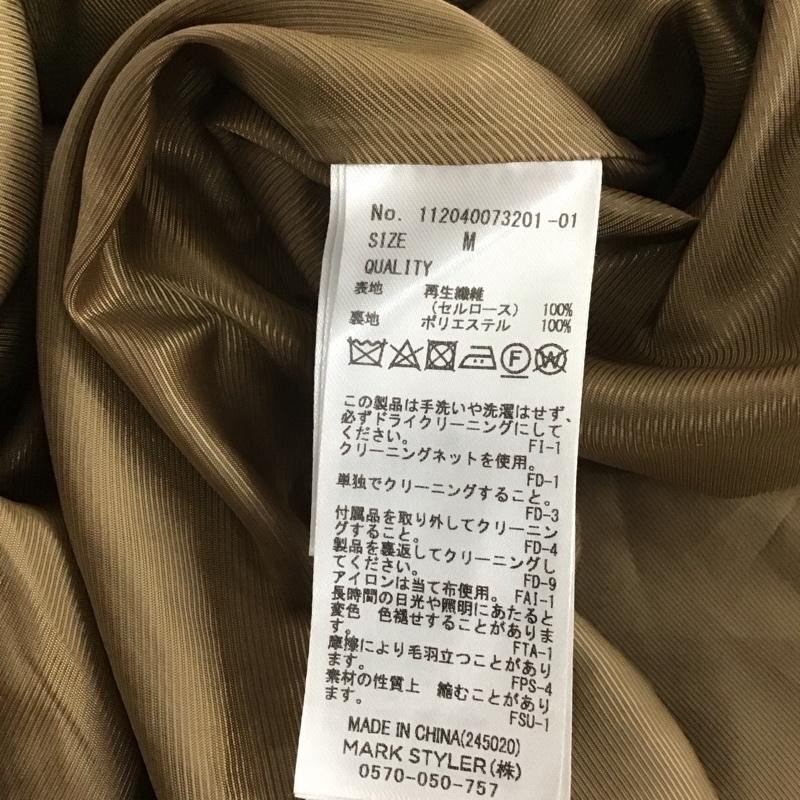 No. 112040073201-01
SIZE M
QUALITY
表地 再生繊維
(セルロース) 100%
裏地 ポリエステル 100%
F W
この製品は手洗いや洗濯はせず、
必ずドライクリーニングにして
ください。 FI-1
クリーニングネットを使用。
FD-1
単独でクリーニングすること。
FD-3
付属品を取り外してクリーニン
グすること。 FD-4
製品を裏返してクリーニングし
てください。 FD-9
アイロンは当て布使用。 FAI-1
長時間の日光や照明にあたると
変色 色褪せすることがありま
す。 FTA-1
摩擦により毛羽立つことがあり
ます。 FPS-4
素材の性質上 縮むことがあり
ます。 FSU-1
MADE IN CHINA(245020)
MARK STYLER(株)
0570-050-757